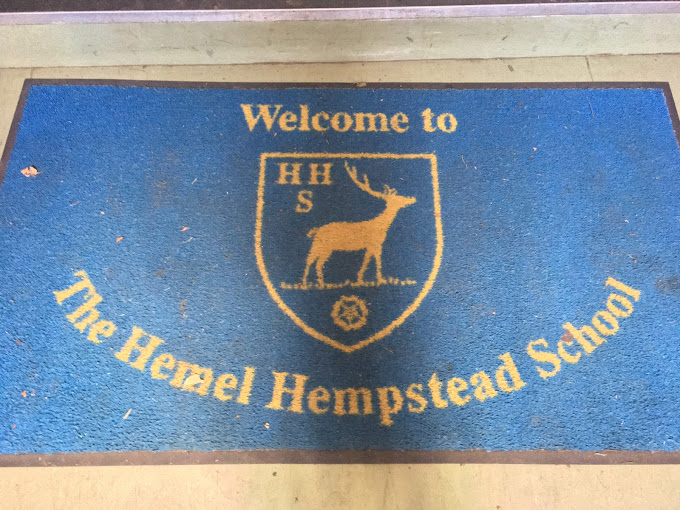 Welcome to
HH
S
The Hemel Hempstead School